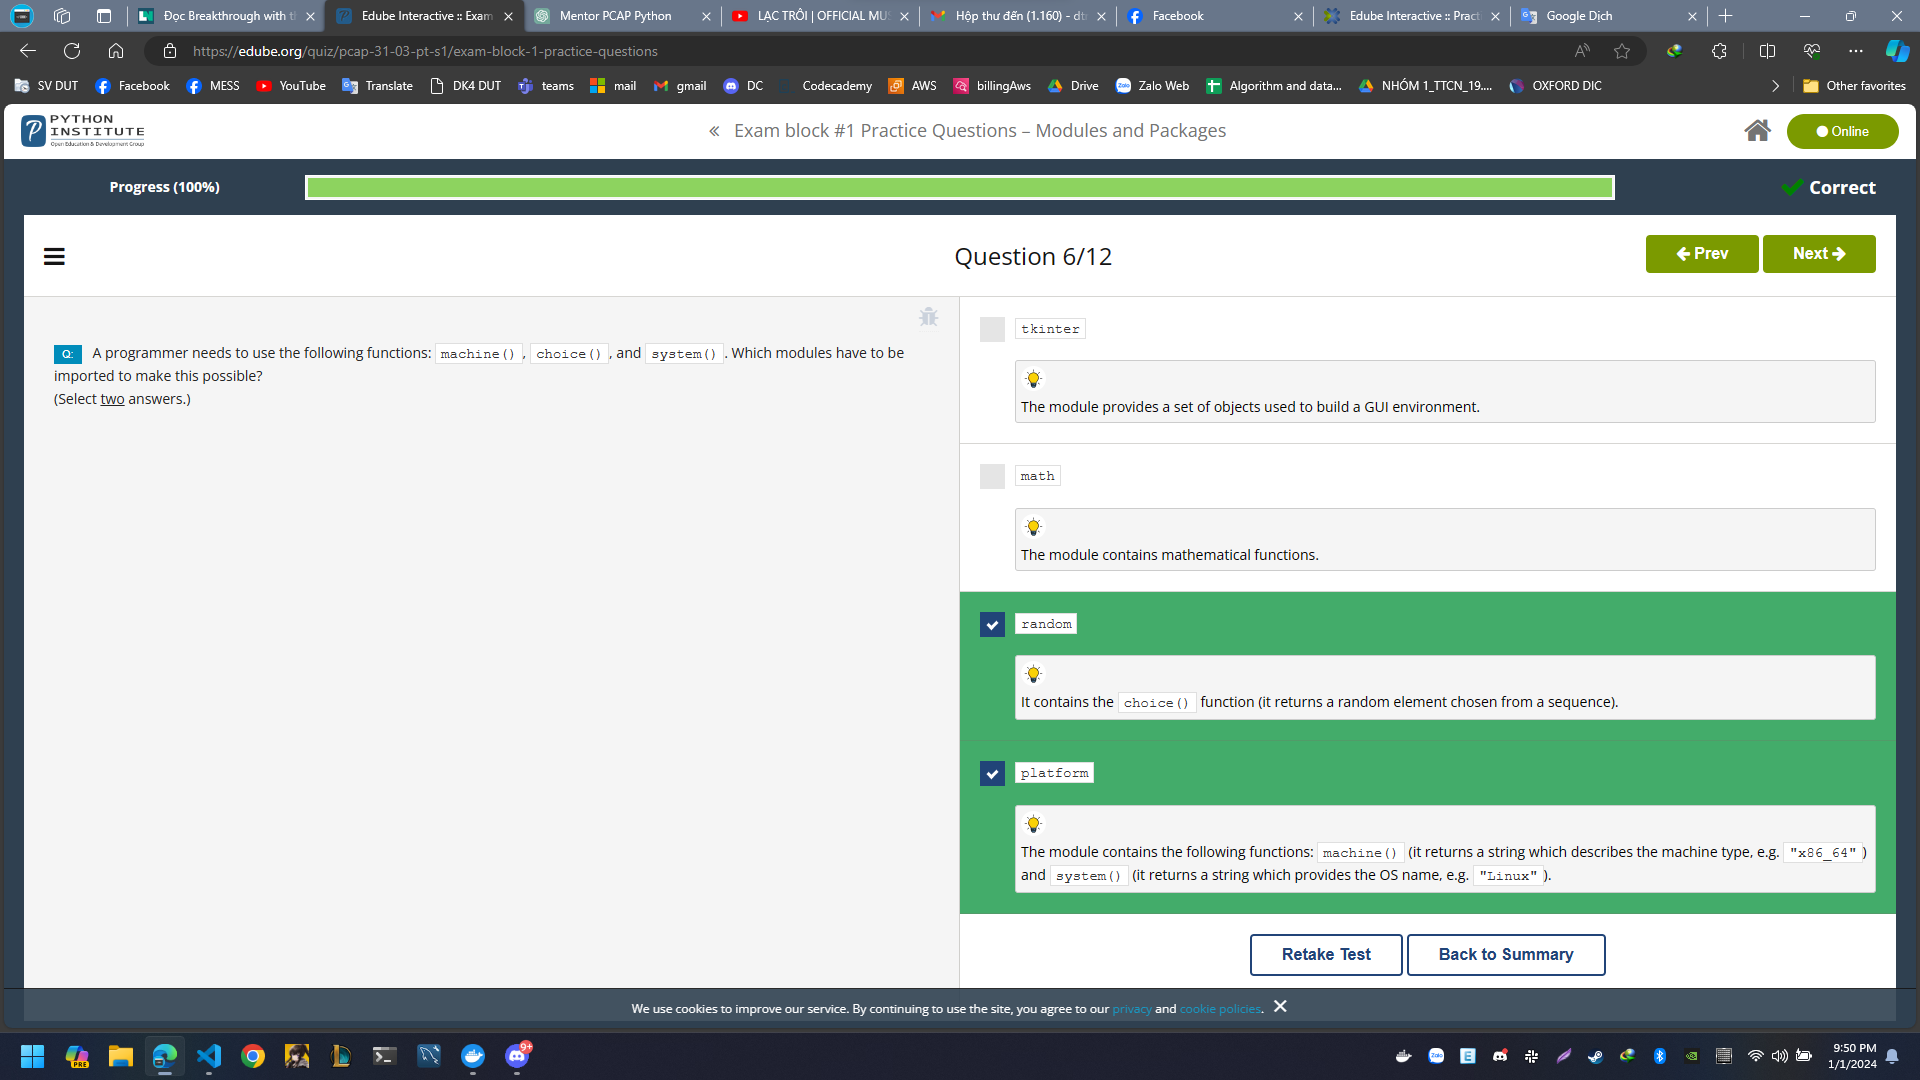 Đọc Breakthrough with t
Edube Interactive :: Exam
Mentor PCAP Python
LẠC TRÔI | OFFICIAL MU
Hộp thư đến (1.160) - dt
Facebook
Edube Interactive :: Pract
Google Dịch
https://edube.org/quiz/pcap-31-03-pt-s1/exam-block-1-practice-questions
SV DUT
Facebook
MESS
YouTube
Translate
DK4 DUT
teams
mail
gmail
DC
Codecademy
AWS
billingAws
Drive
Zalo Web
Algorithm and data...
NHÓM 1_TTCN_19....
OXFORD DIC
Other favorites
PYTHON
INSTITUTE
Open Education & Development Group
« Exam block #1 Practice Questions – Modules and Packages
Online
Progress (100%)
Correct
Question 6/12
Prev
Next
Q: A programmer needs to use the following functions: machine(), choice(), and system(). Which modules have to be
imported to make this possible?
(Select two answers.)
tkinter
The module provides a set of objects used to build a GUI environment.
math
The module contains mathematical functions.
random
It contains the choice() function (it returns a random element chosen from a sequence).
platform
The module contains the following functions: machine() (it returns a string which describes the machine type, e.g. "x86_64")
and system() (it returns a string which provides the OS name, e.g. "Linux").
Retake Test
Back to Summary
We use cookies to improve our service. By continuing to use the site, you agree to our privacy and cookie policies.
PRE
9+
9:50 PM
1/1/2024